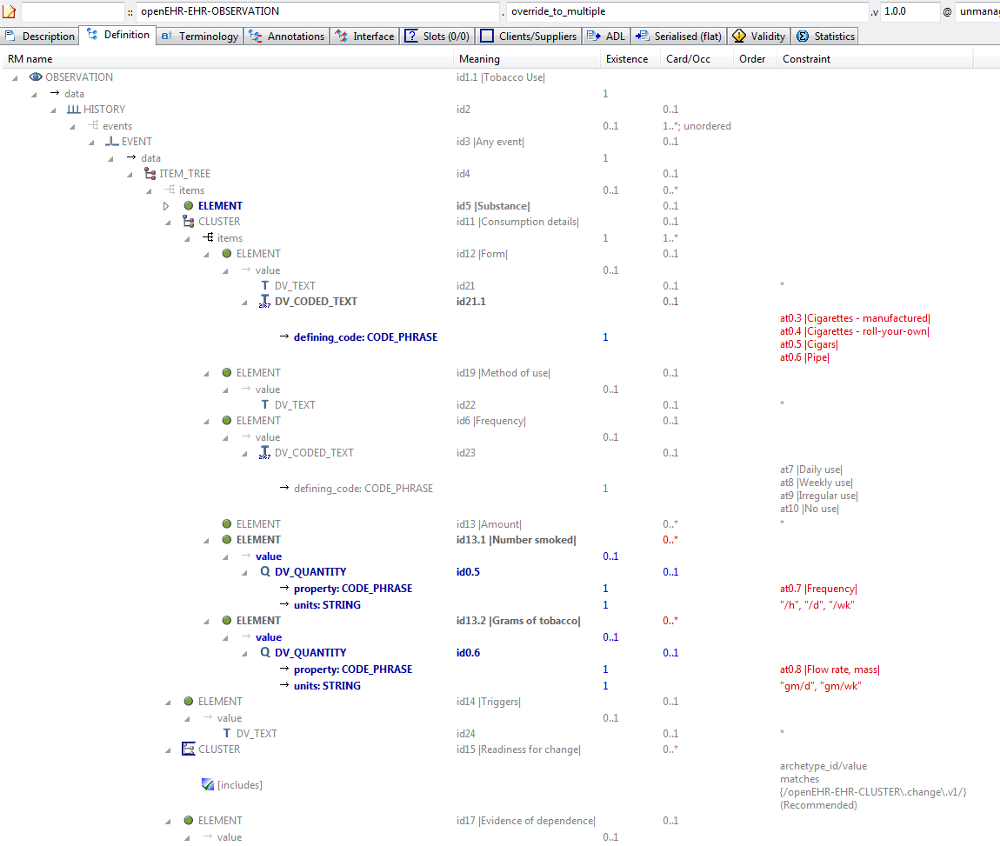 :: openEHR-EHR-OBSERVATION . override_to_multiple .v 1.0.0 @ unmana
Description Definition Terminology Annotations Interface Slots (0/0) Clients/Suppliers ADL Serialised (flat) Validity Statistics
RM name Meaning Existence Card/Occ Order Constraint
OBSERVATION id1.1 |Tobacco Use|
data 1
HISTORY id2 0..1
events 0..1 1..*; unordered
EVENT id3 |Any event| 0..1
data 1
ITEM_TREE id4 0..1
items 0..1 0..*
ELEMENT id5 |Substance| 0..1
CLUSTER id11 |Consumption details| 0..1
items 1 1..*
ELEMENT id12 |Form| 0..1
value 0..1
DV_TEXT id21 0..1 *
DV_CODED_TEXT id21.1 0..1
at0.3 |Cigarettes - manufactured|
at0.4 |Cigarettes - roll-your-own|
defining_code: CODE_PHRASE 1
at0.5 |Cigars|
at0.6 |Pipe|
ELEMENT id19 |Method of use| 0..1
value 0..1
DV_TEXT id22 0..1 *
ELEMENT id6 |Frequency| 0..1
value 0..1
DV_CODED_TEXT id23 0..1
at7 |Daily use|
at8 |Weekly use|
defining_code: CODE_PHRASE 1
at9 |Irregular use|
at10 |No use|
ELEMENT id13 |Amount| 0..* *
ELEMENT id13.1 |Number smoked| 0..*
value 0..1
DV_QUANTITY id0.5 0..1
property: CODE_PHRASE 1 at0.7 |Frequency|
units: STRING 1 "/h", "/d", "/wk"
ELEMENT id13.2 |Grams of tobacco| 0..*
value 0..1
DV_QUANTITY id0.6 0..1
property: CODE_PHRASE 1 at0.8 |Flow rate, mass|
units: STRING 1 "gm/d", "gm/wk"
ELEMENT id14 |Triggers| 0..1
value 0..1
DV_TEXT id24 0..1 *
CLUSTER id15 |Readiness for change| 0..*
archetype_id/value
matches
[includes]
{/openEHR-EHR-CLUSTER\.change\.v1/}
(Recommended)
ELEMENT id17 |Evidence of dependence| 0..1
value 0..1